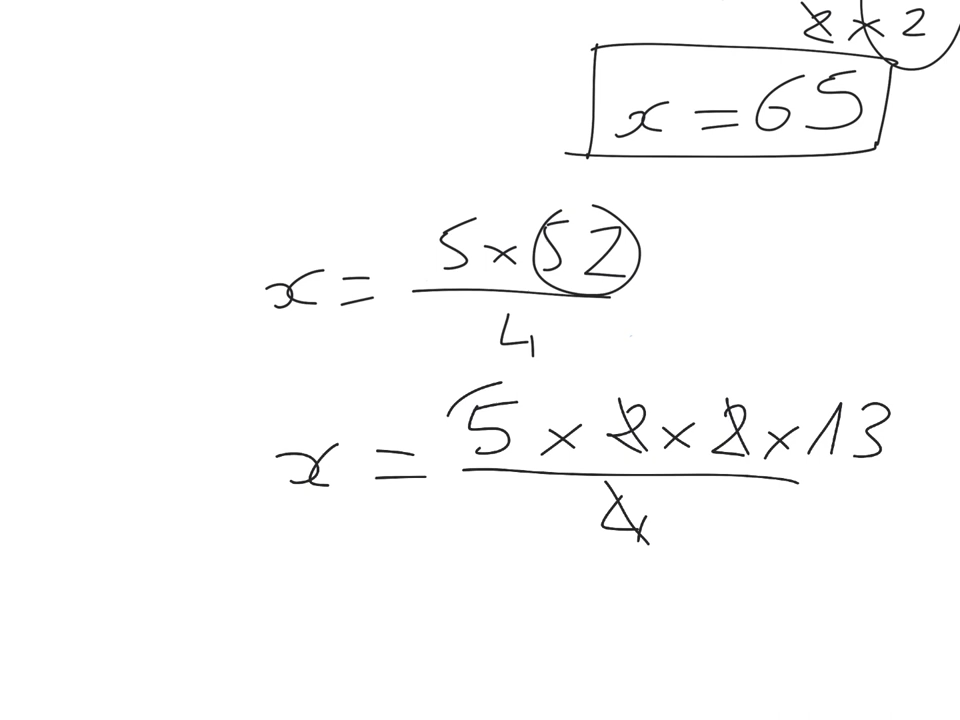 2 × 2
x = 65
x = 5 × 52 / 4
x = 5 × 2 × 2 × 13 / 4